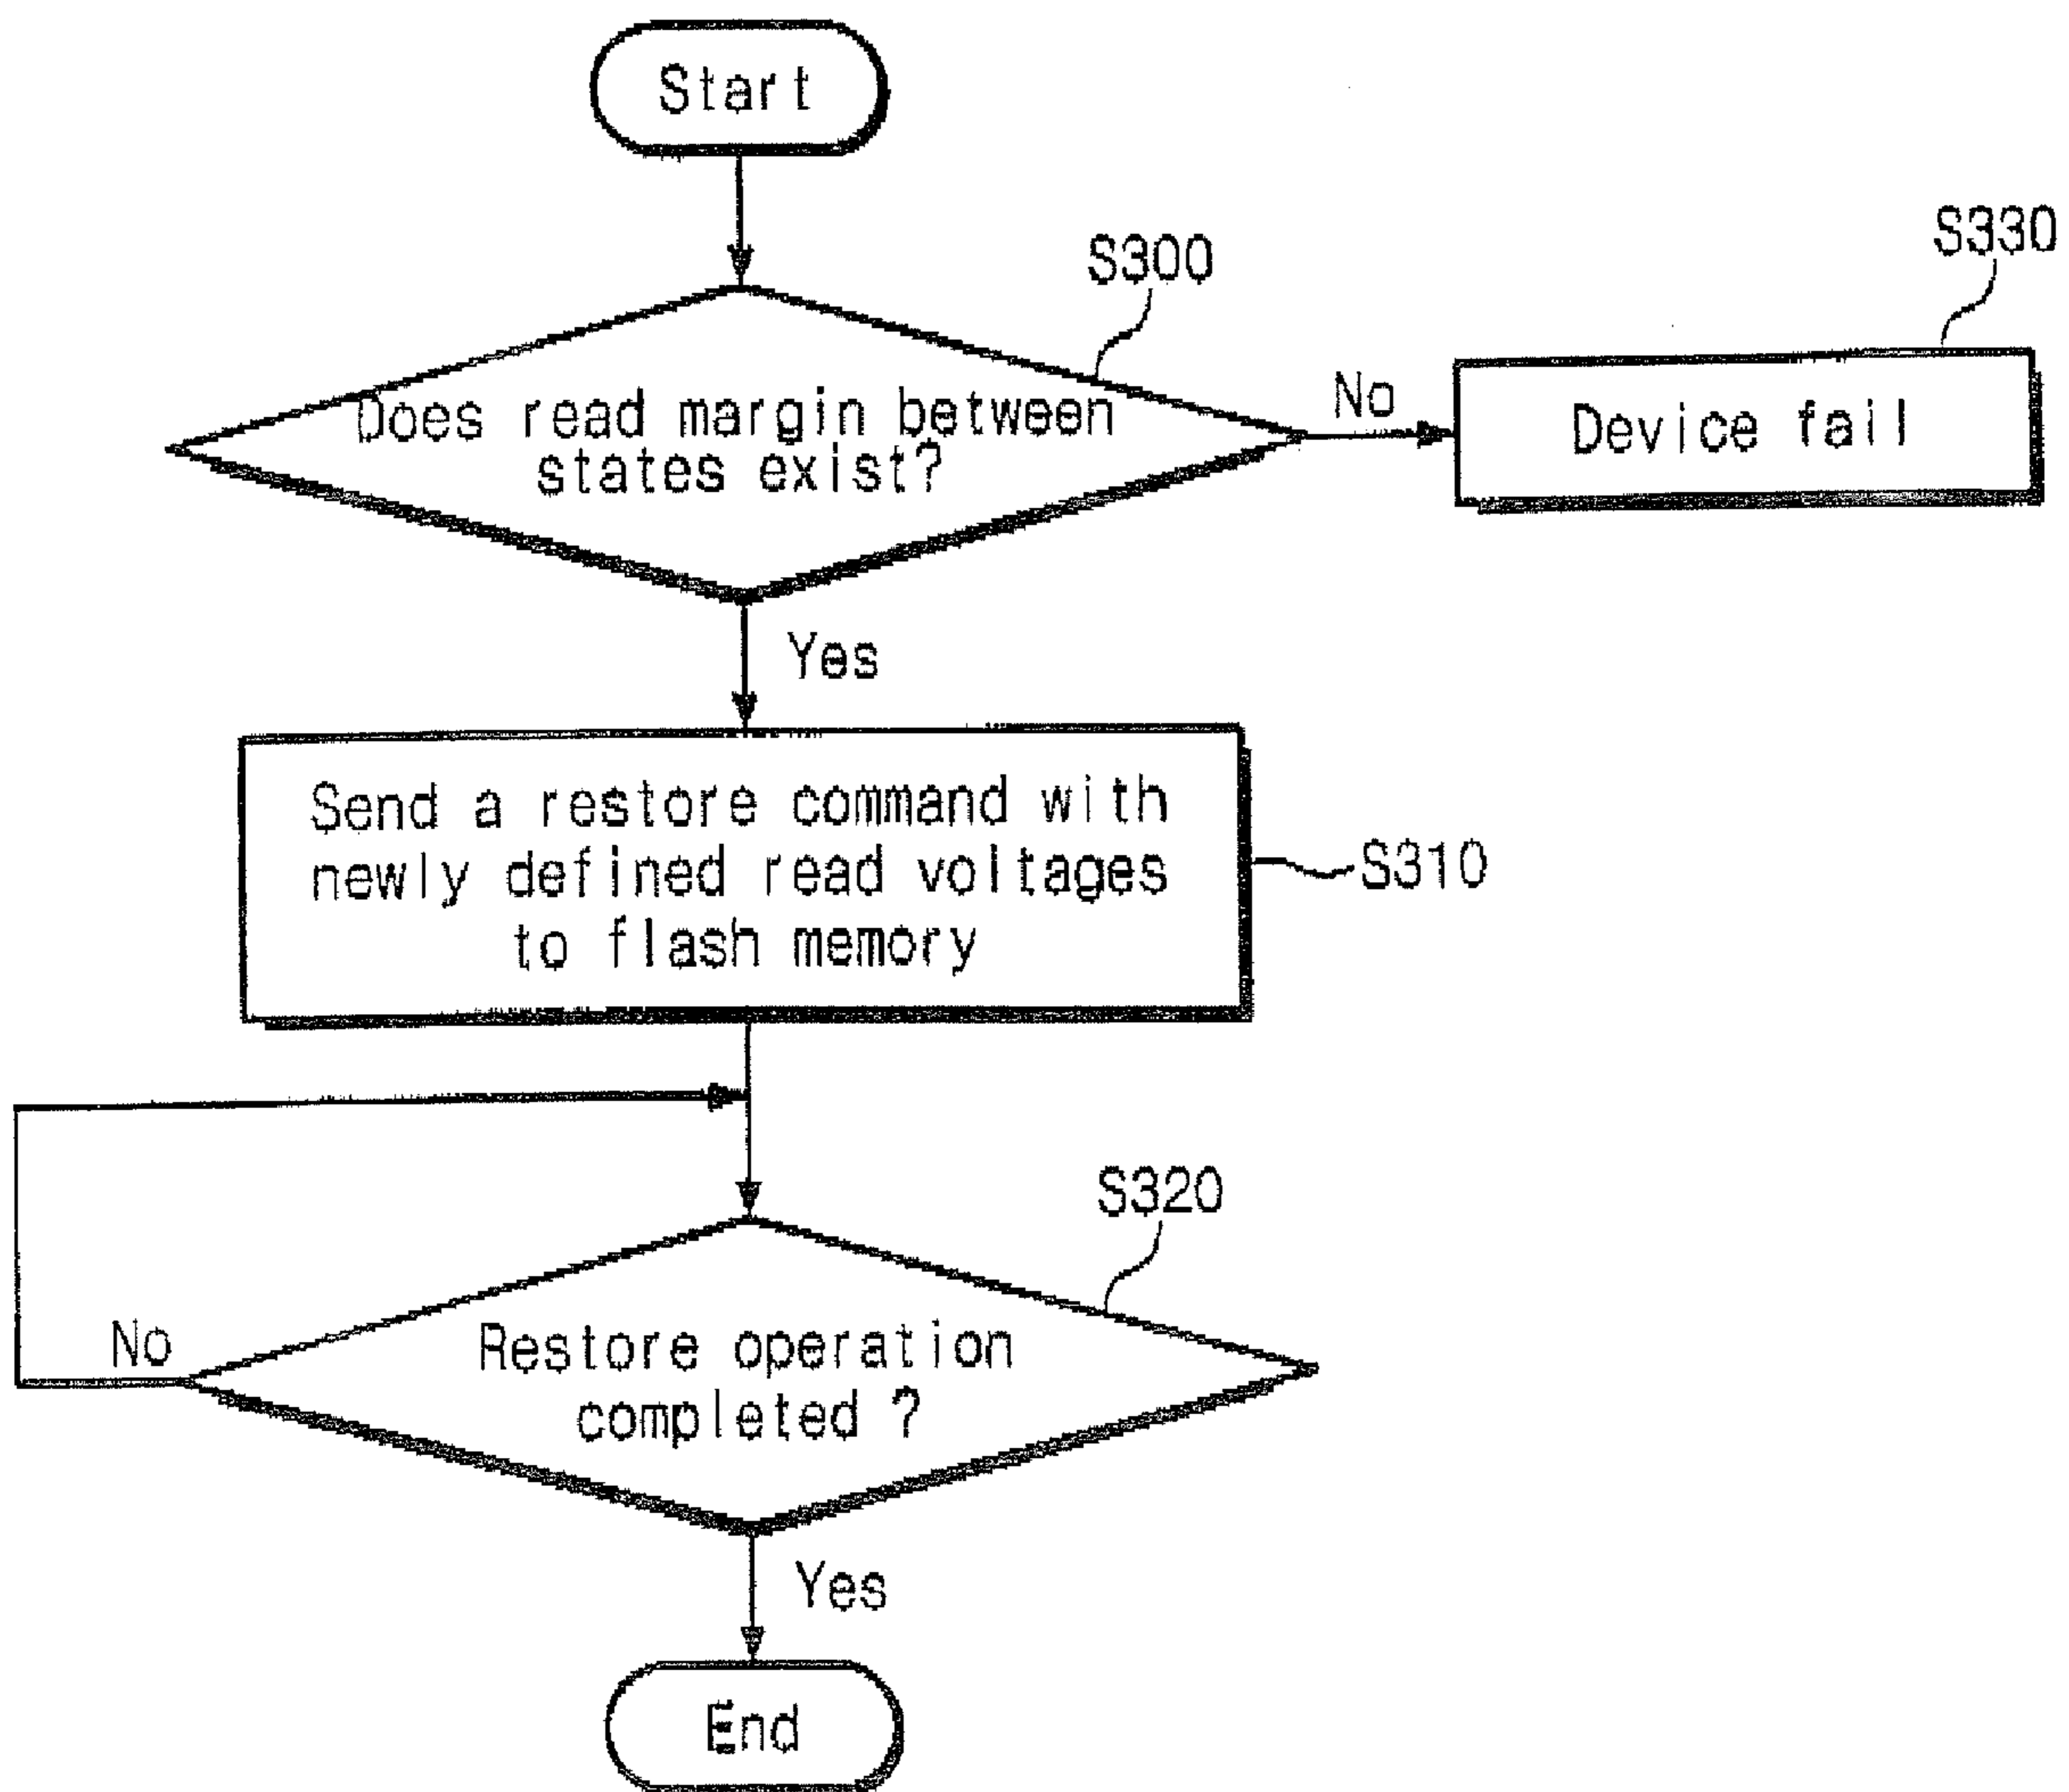 Start
S300
S330
Does read margin between
states exist?
No
Device fail
Yes
Send a restore command with
newly defined read voltages
to flash memory
S310
S320
No
Restore operation
completed ?
Yes
End